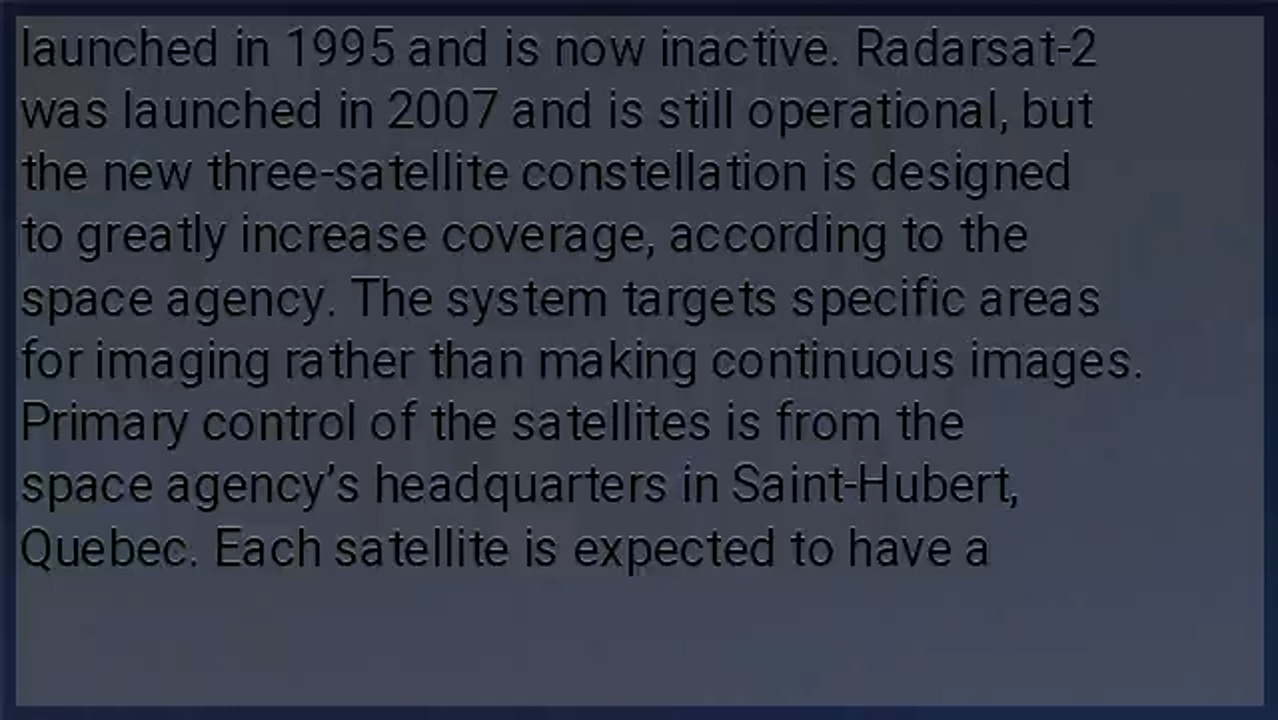 launched in 1995 and is now inactive. Radarsat-2
was launched in 2007 and is still operational, but
the new three-satellite constellation is designed
to greatly increase coverage, according to the
space agency. The system targets specific areas
for imaging rather than making continuous images.
Primary control of the satellites is from the
space agency’s headquarters in Saint-Hubert,
Quebec. Each satellite is expected to have a